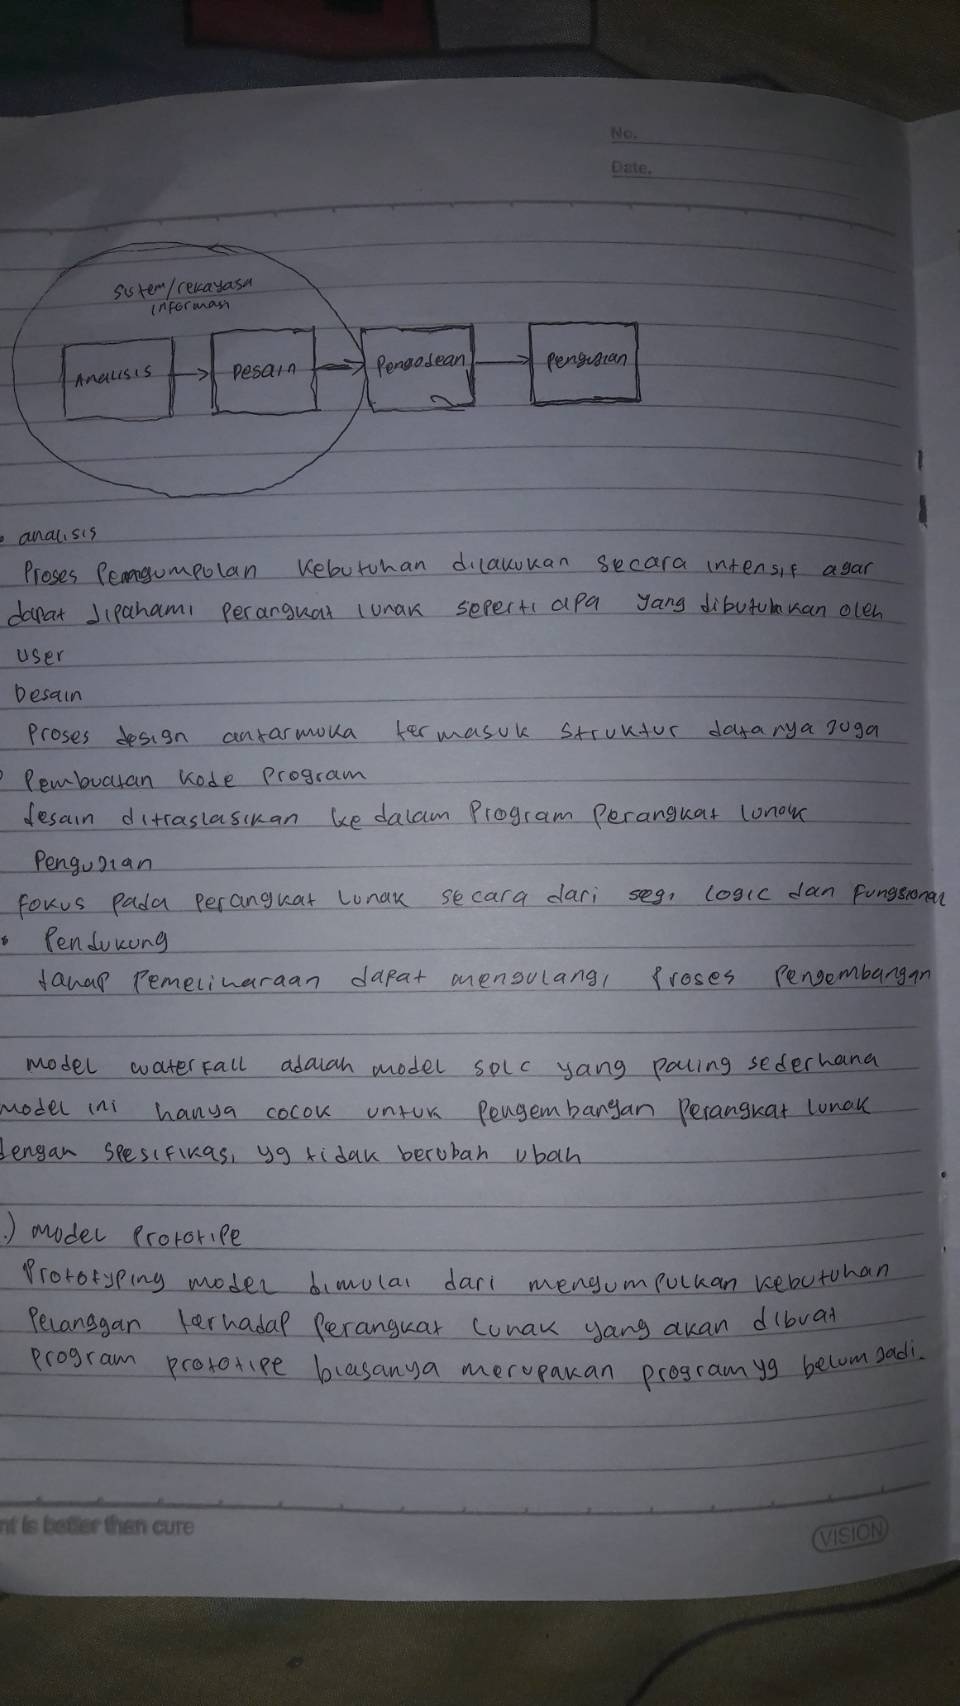 No.
Date.
sistem/rekayasa
informasi
Analisis
Desain
Pengodean
Pengujian
analisis
Proses Pemgumpulan kebutuhan dilakukan secara intensif agar
dapat dipahami perangkat lunak seperti apa yang dibutuhkan oleh
user
Desain
Proses design antarmuka termasuk struktur datanya juga
Pembuatan kode program
desain ditraslasikan ke dalam Program Perangkat lunak
Pengujian
fokus pada perangkat lunak secara dari segi logic dan fungsional
Pendukung
tahap Pemeliharaan dapat mengulangi proses Pengembangan
model waterfall adalah model SDLC yang paling sederhana
model ini hanya cocok untuk Pengembangan Perangkat lunak
dengan spesifikasi yg tidak berubah ubah
.) model Prototipe
Prototyping model dimulai dari mengumpulkan kebutuhan
Pelanggan terhadap Perangkat lunak yang akan dibuat
program prototipe biasanya merupakan program yg belum jadi.
nt is better then cure
VISION